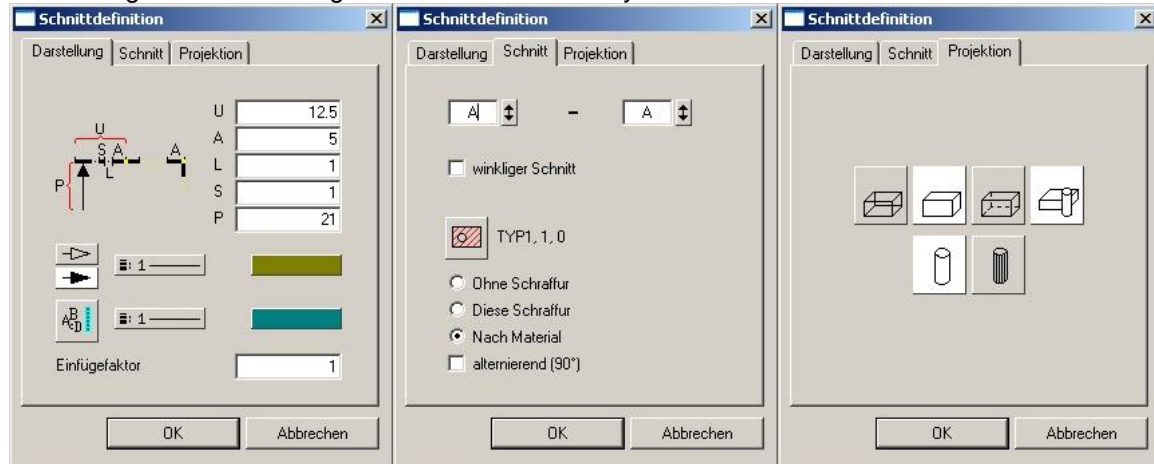 Schnittdefinition
Darstellung Schnitt Projektion
U 12.5
A 5
L 1
S 1
P 21
U
S A A
L
P
1
A B C D 1
Einfügefaktor 1
OK Abbrechen
Schnittdefinition
Darstellung Schnitt Projektion
A - A
winkliger Schnitt
TYP1, 1, 0
Ohne Schraffur
Diese Schraffur
Nach Material
alternierend (90°)
OK Abbrechen
Schnittdefinition
Darstellung Schnitt Projektion
OK Abbrechen